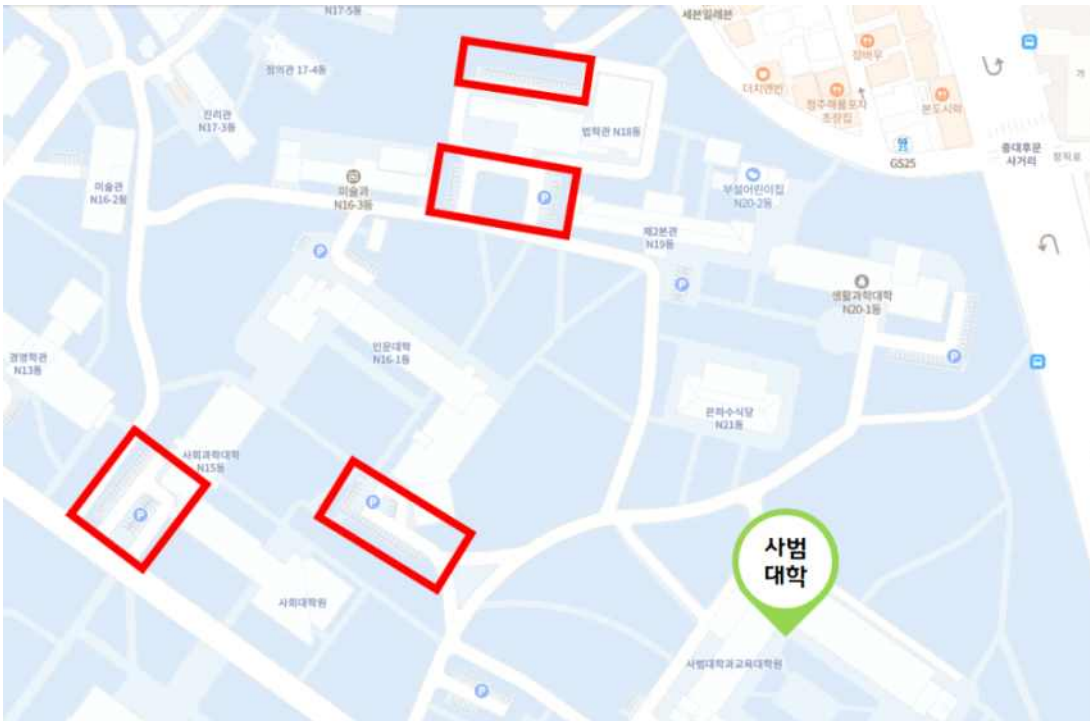 N17-5동
세븐일레븐
정의관 17-4동
진리관
N17-3동
법학관 N18동
미술관
N16-2동
미술과
N16-3동
더치앤빈
징바우
청주해물포차
조상집
본도시락
GS25
중대후문
사거리
부설어린이집
N20-2동
제2본관
N19동
생활과학대학
N20-1동
인문대학
N16-1동
경영학관
N13동
은하수식당
N21동
사회과학대학
N15동
사범
대학
사회대학원
사범대학과교육대학원